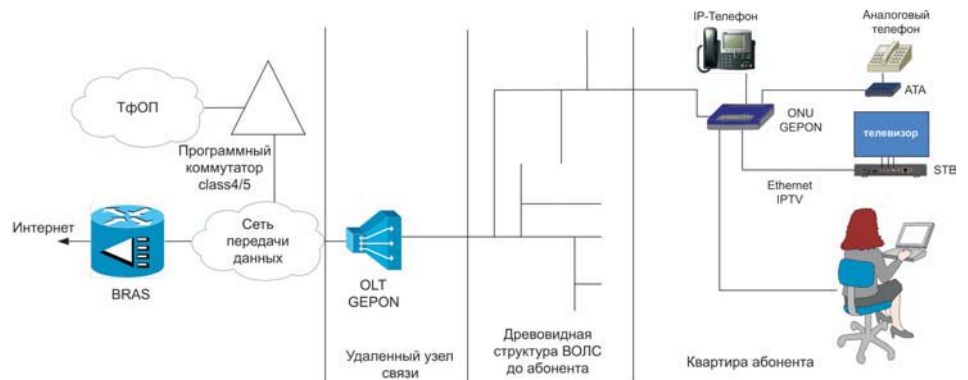 ТфОП
Программный
коммутатор
class4/5
Интернет
BRAS
Сеть
передачи
данных
OLT
GEPON
Удаленный узел
связи
Древовидная
структура ВОЛС
до абонента
IP-Телефон
Аналоговый
телефон
ATA
ONU
GEPON
телевизор
STB
Ethernet
IPTV
Квартира абонента